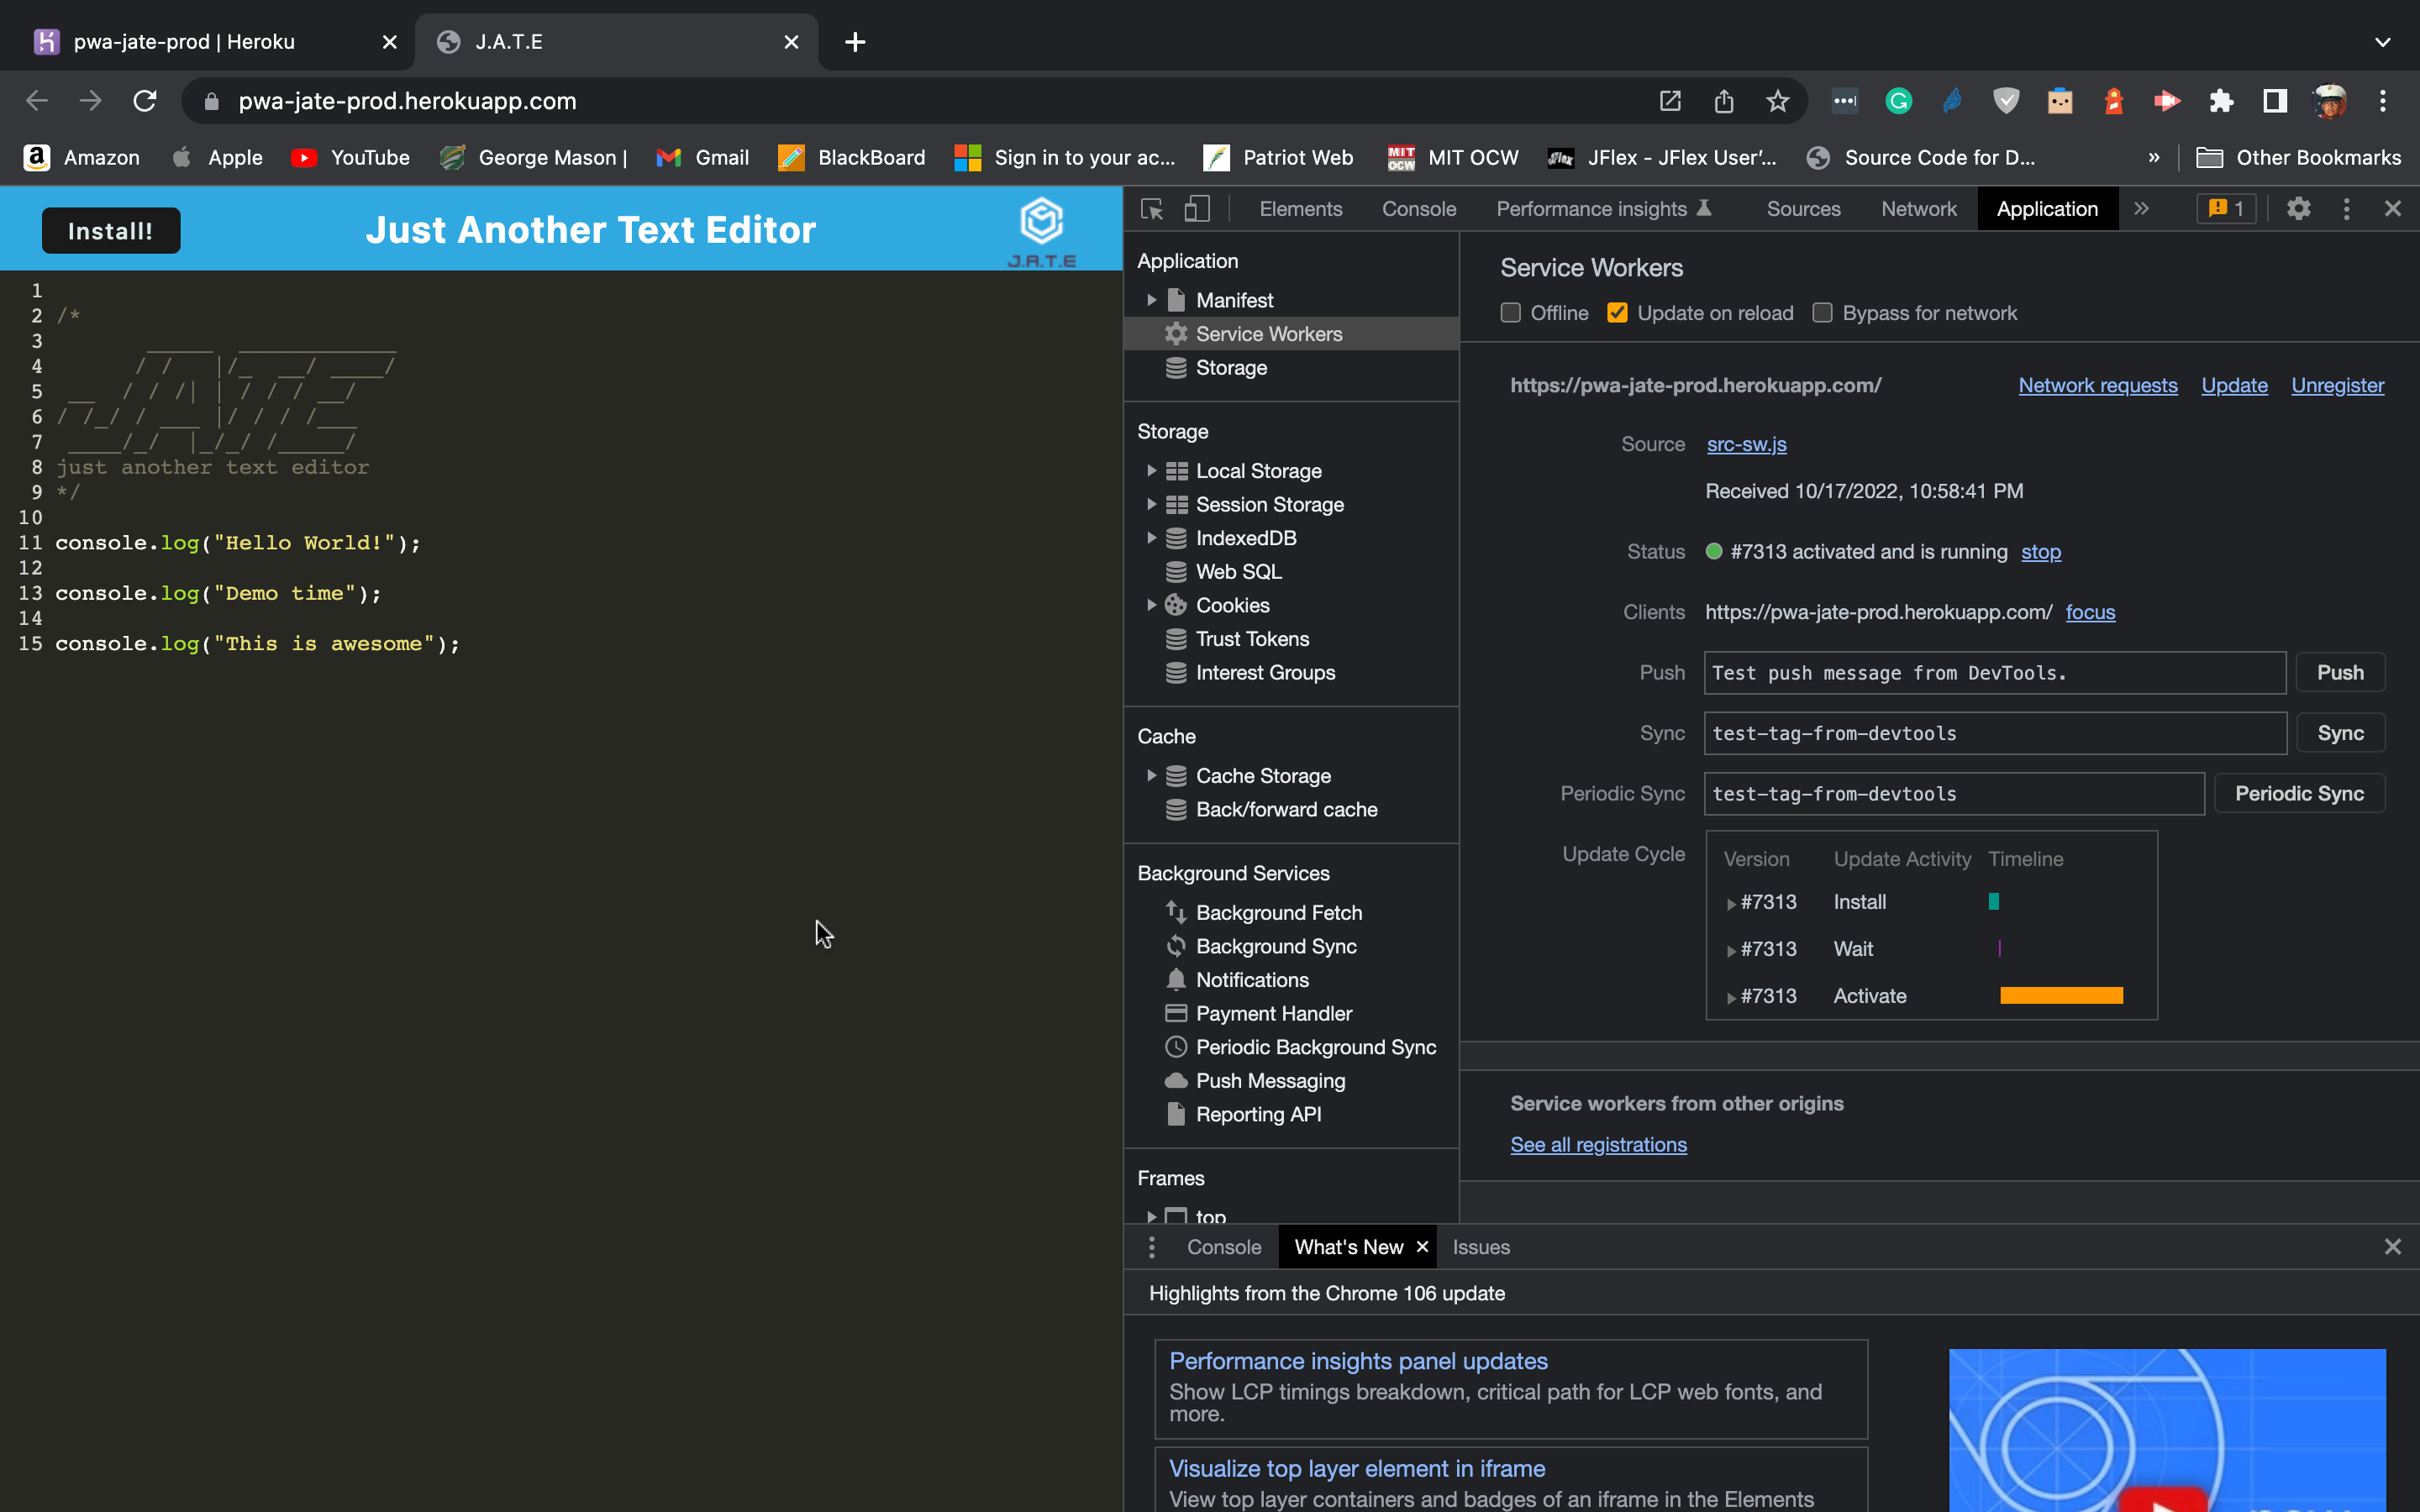 pwa-jate-prod | Heroku
J.A.T.E
pwa-jate-prod.herokuapp.com
Amazon
Apple
YouTube
George Mason |
Gmail
BlackBoard
Sign in to your ac...
Patriot Web
MIT OCW
JFlex - JFlex User'...
Source Code for D...
»
Other Bookmarks
Install!
Just Another Text Editor
J.A.T.E
1
2 /*
3
4
5
6
7
8 just another text editor
9 */
10
11 console.log("Hello World!");
12
13 console.log("Demo time");
14
15 console.log("This is awesome");
Elements
Console
Performance insights
Sources
Network
Application
»
1
Application
Manifest
Service Workers
Storage
Storage
Local Storage
Session Storage
IndexedDB
Web SQL
Cookies
Trust Tokens
Interest Groups
Cache
Cache Storage
Back/forward cache
Background Services
Background Fetch
Background Sync
Notifications
Payment Handler
Periodic Background Sync
Push Messaging
Reporting API
Frames
top
Service Workers
Offline
Update on reload
Bypass for network
https://pwa-jate-prod.herokuapp.com/
Network requests
Update
Unregister
Source src-sw.js
Received 10/17/2022, 10:58:41 PM
Status #7313 activated and is running stop
Clients https://pwa-jate-prod.herokuapp.com/ focus
Push Test push message from DevTools. Push
Sync test-tag-from-devtools Sync
Periodic Sync test-tag-from-devtools Periodic Sync
Update Cycle
Version Update Activity Timeline
#7313 Install
#7313 Wait
#7313 Activate
Service workers from other origins
See all registrations
Console
What's New
Issues
Highlights from the Chrome 106 update
Performance insights panel updates
Show LCP timings breakdown, critical path for LCP web fonts, and
more.
Visualize top layer element in iframe
View top layer containers and badges of an iframe in the Elements